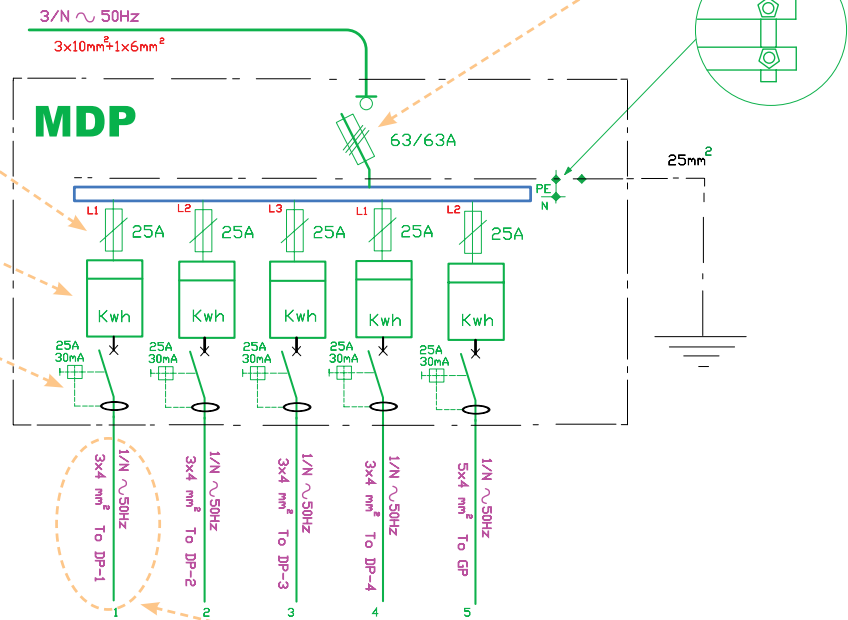 3/N ～ 50Hz
3x10mm²+1x6mm²
MDP
63/63A
25mm²
PE
N
L1
L2
L3
L1
L2
25A
25A
25A
25A
25A
Kwh
Kwh
Kwh
Kwh
Kwh
25A
30mA
25A
30mA
25A
30mA
25A
30mA
25A
30mA
1/N ～50Hz
3x4 mm² To DP-1
1/N ～50Hz
3x4 mm² To DP-2
1/N ～50Hz
3x4 mm² To DP-3
1/N ～50Hz
3x4 mm² To DP-4
1/N ～50Hz
5x4 mm² To GP
1
2
3
4
5